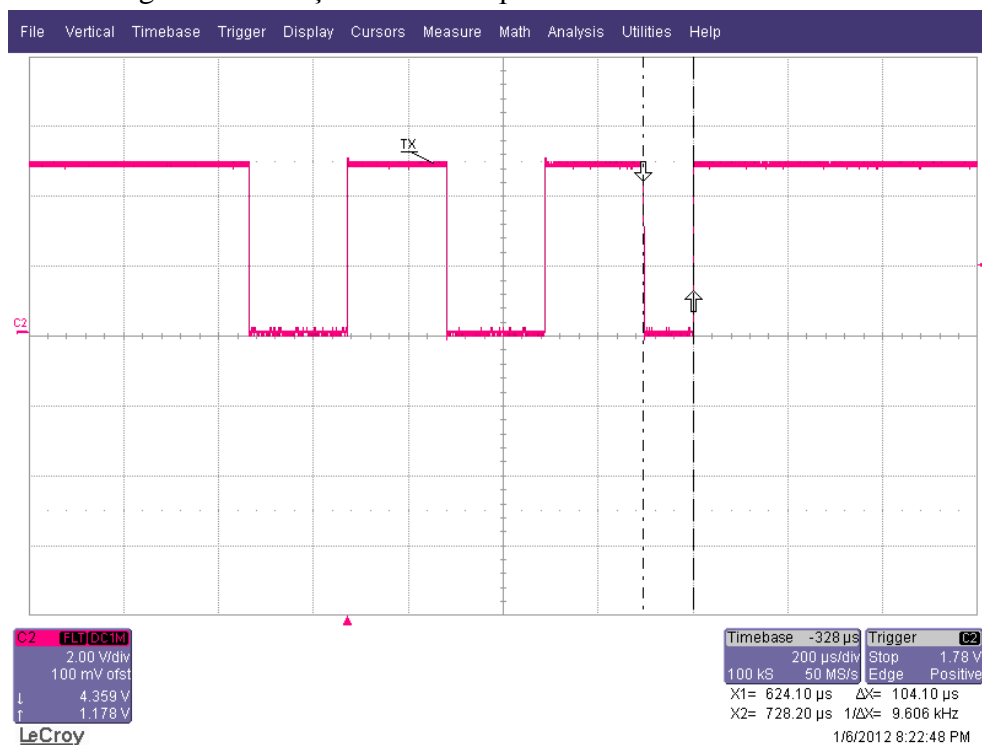 File Vertical Timebase Trigger Display Cursors Measure Math Analysis Utilities Help
TX
C2
C2 FLT DC1M
2.00 V/div
100 mV ofst
↓ 4.359 V
↑ 1.178 V
Timebase -328 µs
200 µs/div
100 kS 50 MS/s
Trigger C2
Stop 1.78 V
Edge Positive
X1= 624.10 µs ΔX= 104.10 µs
X2= 728.20 µs 1/ΔX= 9.606 kHz
LeCroy
1/6/2012 8:22:48 PM